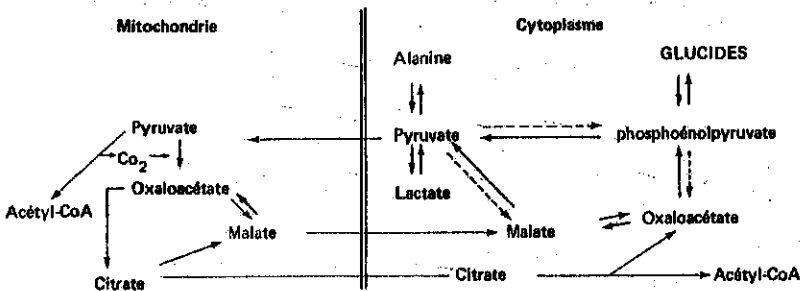 Mitochondrie
Cytoplasme
Alanine
GLUCIDES
Pyruvate
Pyruvate
phosphoénolpyruvate
Co2
Oxaloacétate
Lactate
Acétyl-CoA
Malate
Malate
Oxaloacétate
Citrate
Citrate
Acétyl-CoA